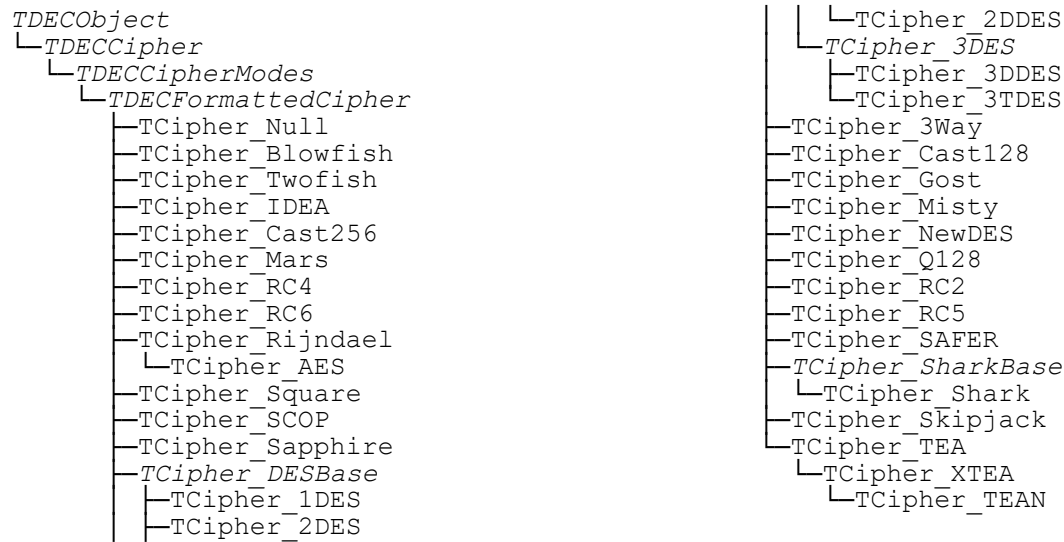 TDECObject
└─TDECCipher
└─TDECCipherModes
└─TDECFormattedCipher
├─TCipher_Null
├─TCipher_Blowfish
├─TCipher_Twofish
├─TCipher_IDEA
├─TCipher_Cast256
├─TCipher_Mars
├─TCipher_RC4
├─TCipher_RC6
├─TCipher_Rijndael
│ └─TCipher_AES
├─TCipher_Square
├─TCipher_SCOP
├─TCipher_Sapphire
├─TCipher_DESBase
│ ├─TCipher_1DES
│ ├─TCipher_2DES
│ │ └─TCipher_2DDES
│ └─TCipher_3DES
│ ├─TCipher_3DDES
│ └─TCipher_3TDES
├─TCipher_3Way
├─TCipher_Cast128
├─TCipher_Gost
├─TCipher_Misty
├─TCipher_NewDES
├─TCipher_Q128
├─TCipher_RC2
├─TCipher_RC5
├─TCipher_SAFER
├─TCipher_SharkBase
│ └─TCipher_Shark
├─TCipher_Skipjack
└─TCipher_TEA
└─TCipher_XTEA
└─TCipher_TEAN